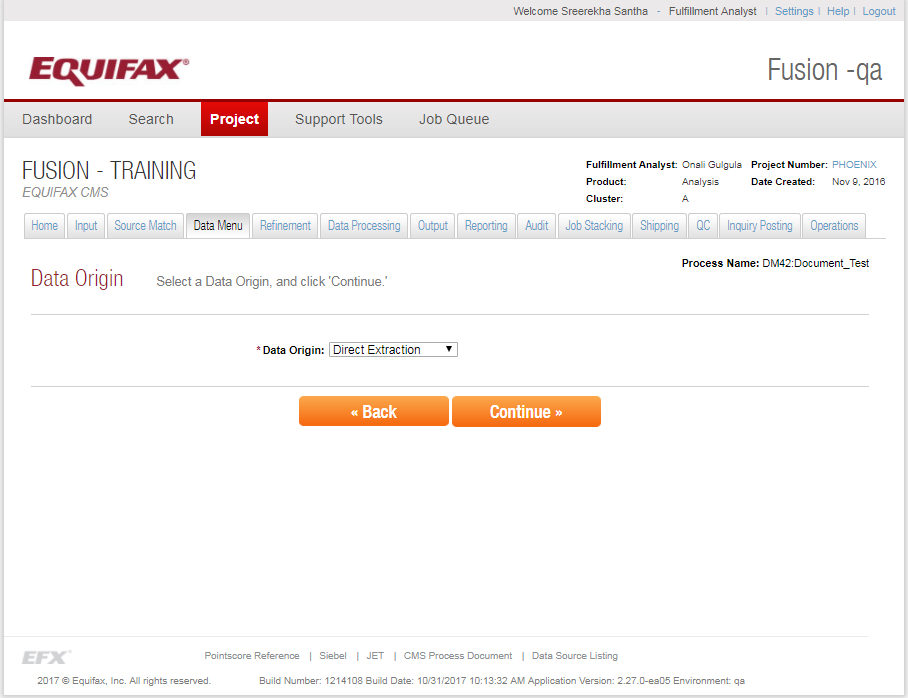 Welcome Sreerekha Santha - Fulfillment Analyst | Settings | Help | Logout
EQUIFAX®
Fusion -qa
Dashboard Search Project Support Tools Job Queue
FUSION - TRAINING
EQUIFAX CMS
Fulfillment Analyst: Onali Gulgula Project Number: PHOENIX
Product: Analysis Date Created: Nov 9, 2016
Cluster: A
Home Input Source Match Data Menu Refinement Data Processing Output Reporting Audit Job Stacking Shipping QC Inquiry Posting Operations
Process Name: DM42:Document_Test
Data Origin Select a Data Origin, and click 'Continue.'
* Data Origin: Direct Extraction
« Back Continue »
EFX®
Pointscore Reference | Siebel | JET | CMS Process Document | Data Source Listing
2017 © Equifax, Inc. All rights reserved. Build Number: 1214108 Build Date: 10/31/2017 10:13:32 AM Application Version: 2.27.0-ea05 Environment: qa